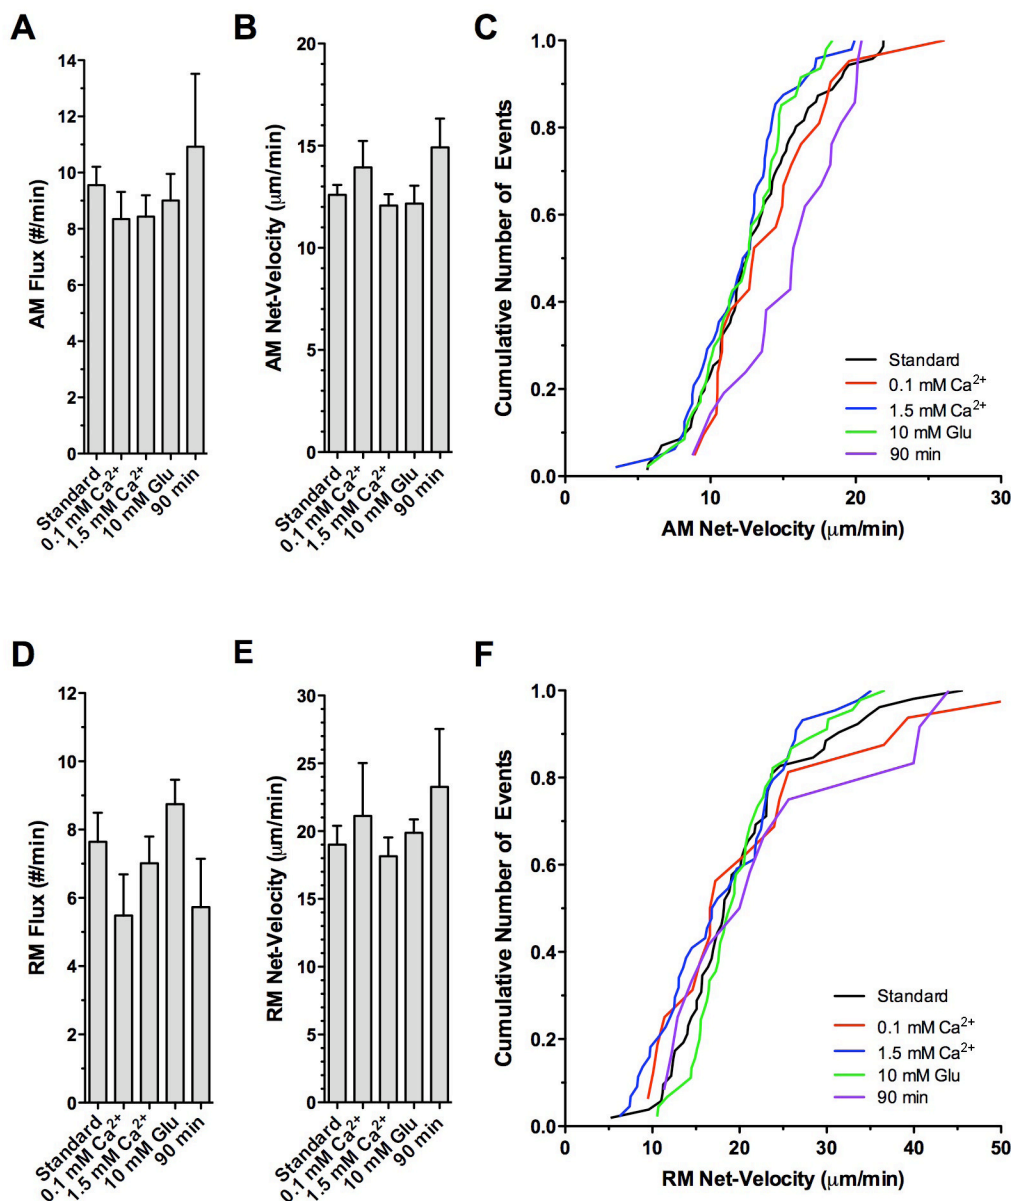 A
AM Flux (#/min)
14
12
10
8
6
4
2
0
Standard
0.1 mM Ca²⁺
1.5 mM Ca²⁺
10 mM Glu
90 min
B
AM Net-Velocity (μm/min)
20
15
10
5
0
Standard
0.1 mM Ca²⁺
1.5 mM Ca²⁺
10 mM Glu
90 min
C
Cumulative Number of Events
1.0
0.8
0.6
0.4
0.2
0.0
Standard
0.1 mM Ca²⁺
1.5 mM Ca²⁺
10 mM Glu
90 min
0 10 20 30
AM Net-Velocity (μm/min)
D
RM Flux (#/min)
12
10
8
6
4
2
0
Standard
0.1 mM Ca²⁺
1.5 mM Ca²⁺
10 mM Glu
90 min
E
RM Net-Velocity (μm/min)
30
25
20
15
10
5
0
Standard
0.1 mM Ca²⁺
1.5 mM Ca²⁺
10 mM Glu
90 min
F
Cumulative Number of Events
1.0
0.8
0.6
0.4
0.2
0.0
Standard
0.1 mM Ca²⁺
1.5 mM Ca²⁺
10 mM Glu
90 min
0 10 20 30 40 50
RM Net-Velocity (μm/min)